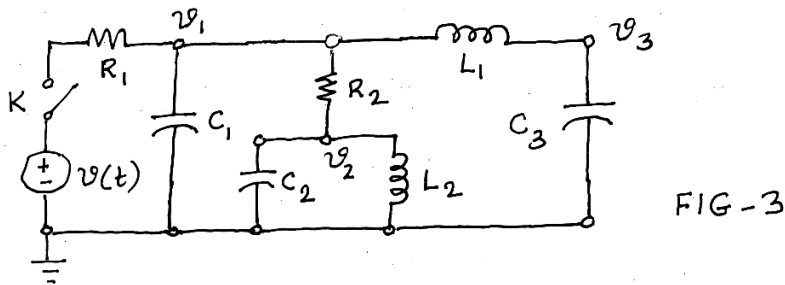 v₁
v₃
R₁
L₁
K
R₂
C₁
C₃
v₂
+
-
v(t)
C₂
L₂
FIG-3